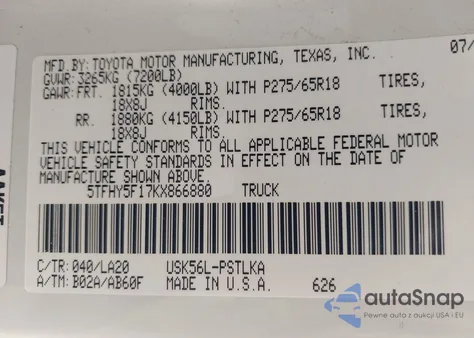 MFD.BY:TOYOTA MOTOR MANUFACTURING, TEXAS, INC. 07/
GVWR:3265KG (7200LB)
GAWR:FRT. 1815KG (4000LB) WITH P275/65R18 TIRES,
18X8J RIMS.
RR. 1880KG (4150LB) WITH P275/65R18 TIRES,
18X8J RIMS.
THIS VEHICLE CONFORMS TO ALL APPLICABLE FEDERAL MOTOR
VEHICLE SAFETY STANDARDS IN EFFECT ON THE DATE OF
MANUFACTURE SHOWN ABOVE.
5TFHY5F17KX866880 TRUCK
C/TR:040/LA20 USK56L-PSTLKA
A/TM:B02A/AB60F MADE IN U.S.A. 626
autoSnap
Pewne auta z aukcji USA i EU